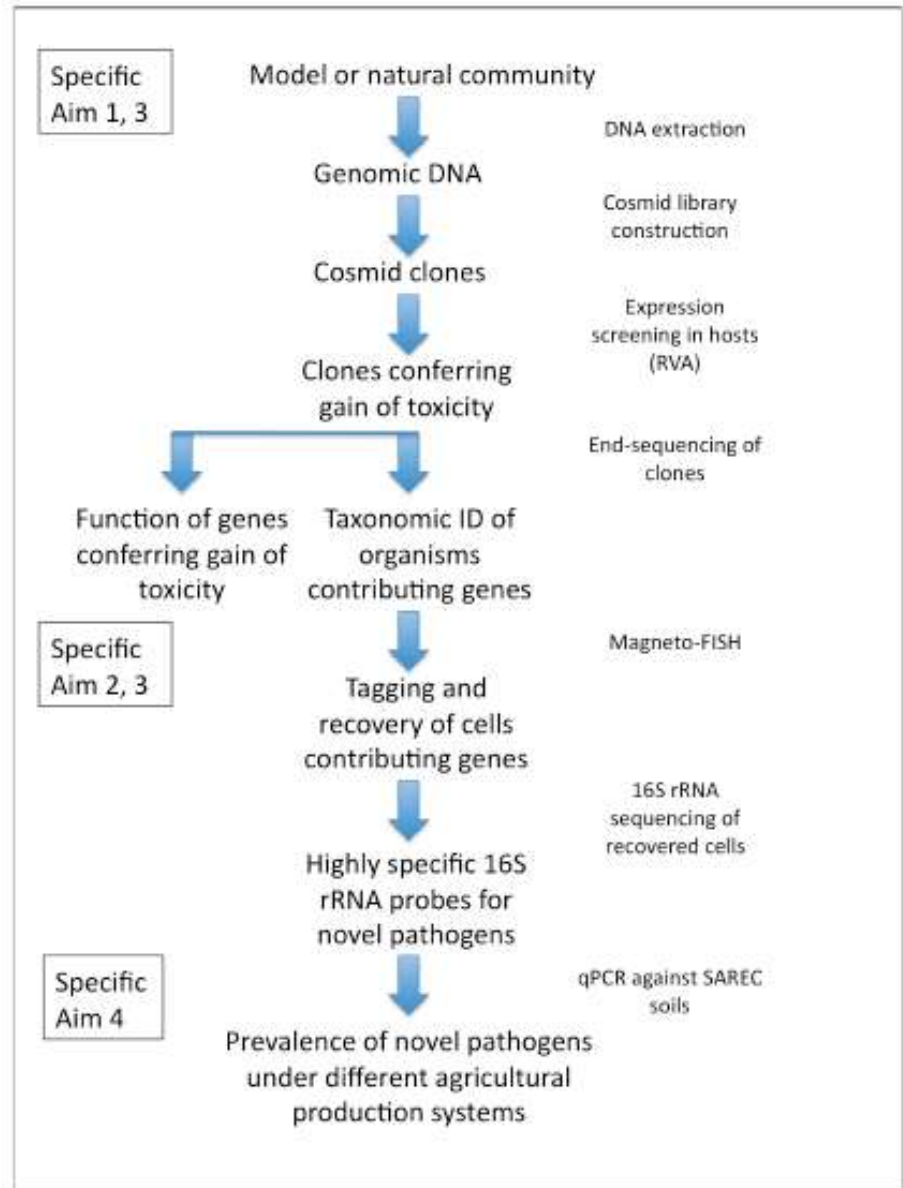 Specific
Aim 1, 3
Model or natural community
DNA extraction
Genomic DNA
Cosmid library
construction
Cosmid clones
Expression
screening in hosts
(RVA)
Clones conferring
gain of toxicity
End-sequencing of
clones
Function of genes
conferring gain of
toxicity
Taxonomic ID of
organisms
contributing genes
Specific
Aim 2, 3
Magneto-FISH
Tagging and
recovery of cells
contributing genes
16S rRNA
sequencing of
recovered cells
Highly specific 16S
rRNA probes for
novel pathogens
Specific
Aim 4
qPCR against SAREC
soils
Prevalence of novel pathogens
under different agricultural
production systems